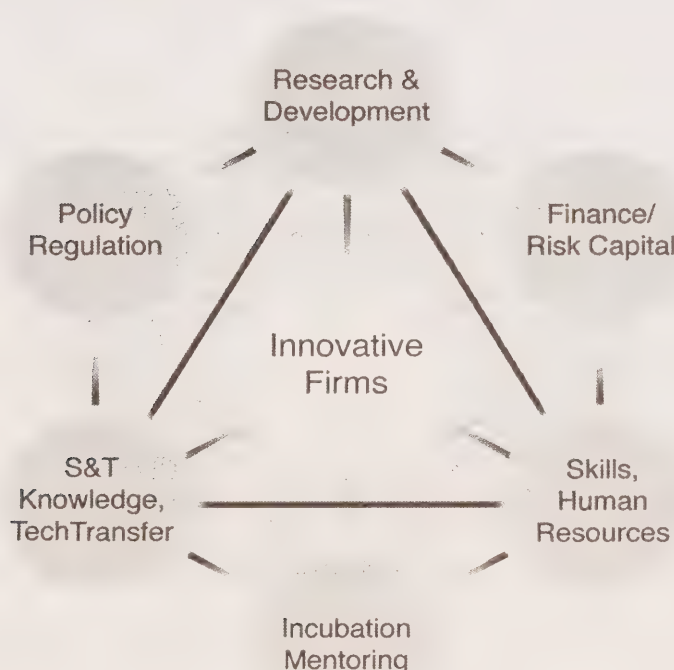 Research &
Development
Policy
Regulation
Finance/
Risk Capital
Innovative
Firms
S&T
Knowledge,
TechTransfer
Skills,
Human
Resources
Incubation
Mentoring